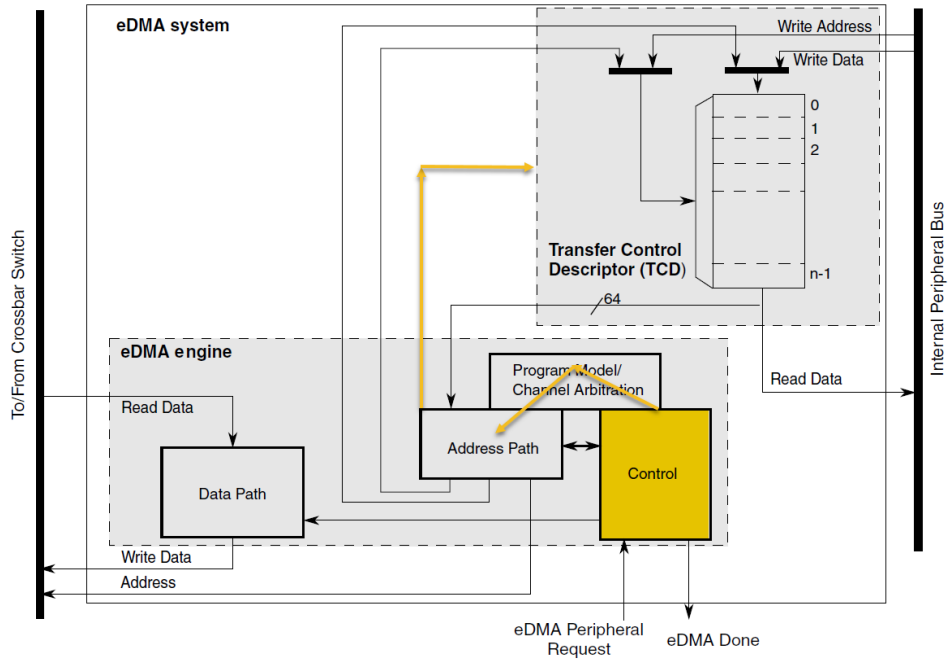 eDMA system
Write Address
Write Data
0
1
2
n-1
Transfer Control
Descriptor (TCD)
64
Read Data
To/From Crossbar Switch
Internal Peripheral Bus
eDMA engine
Program Model/
Channel Arbitration
Read Data
Address Path
Control
Data Path
Write Data
Address
eDMA Peripheral
Request
eDMA Done